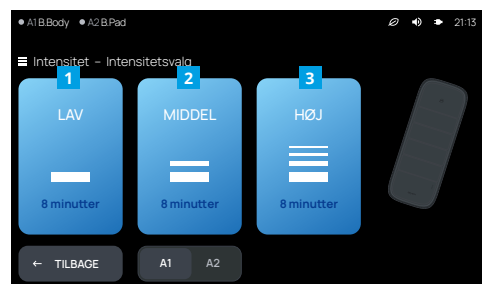 A1 B.Body A2 B.Pad 21:13
Intensitet – Intensitetsvalg
1 2 3
LAV MIDDEL HØJ
8 minutter 8 minutter 8 minutter
← TILBAGE A1 A2